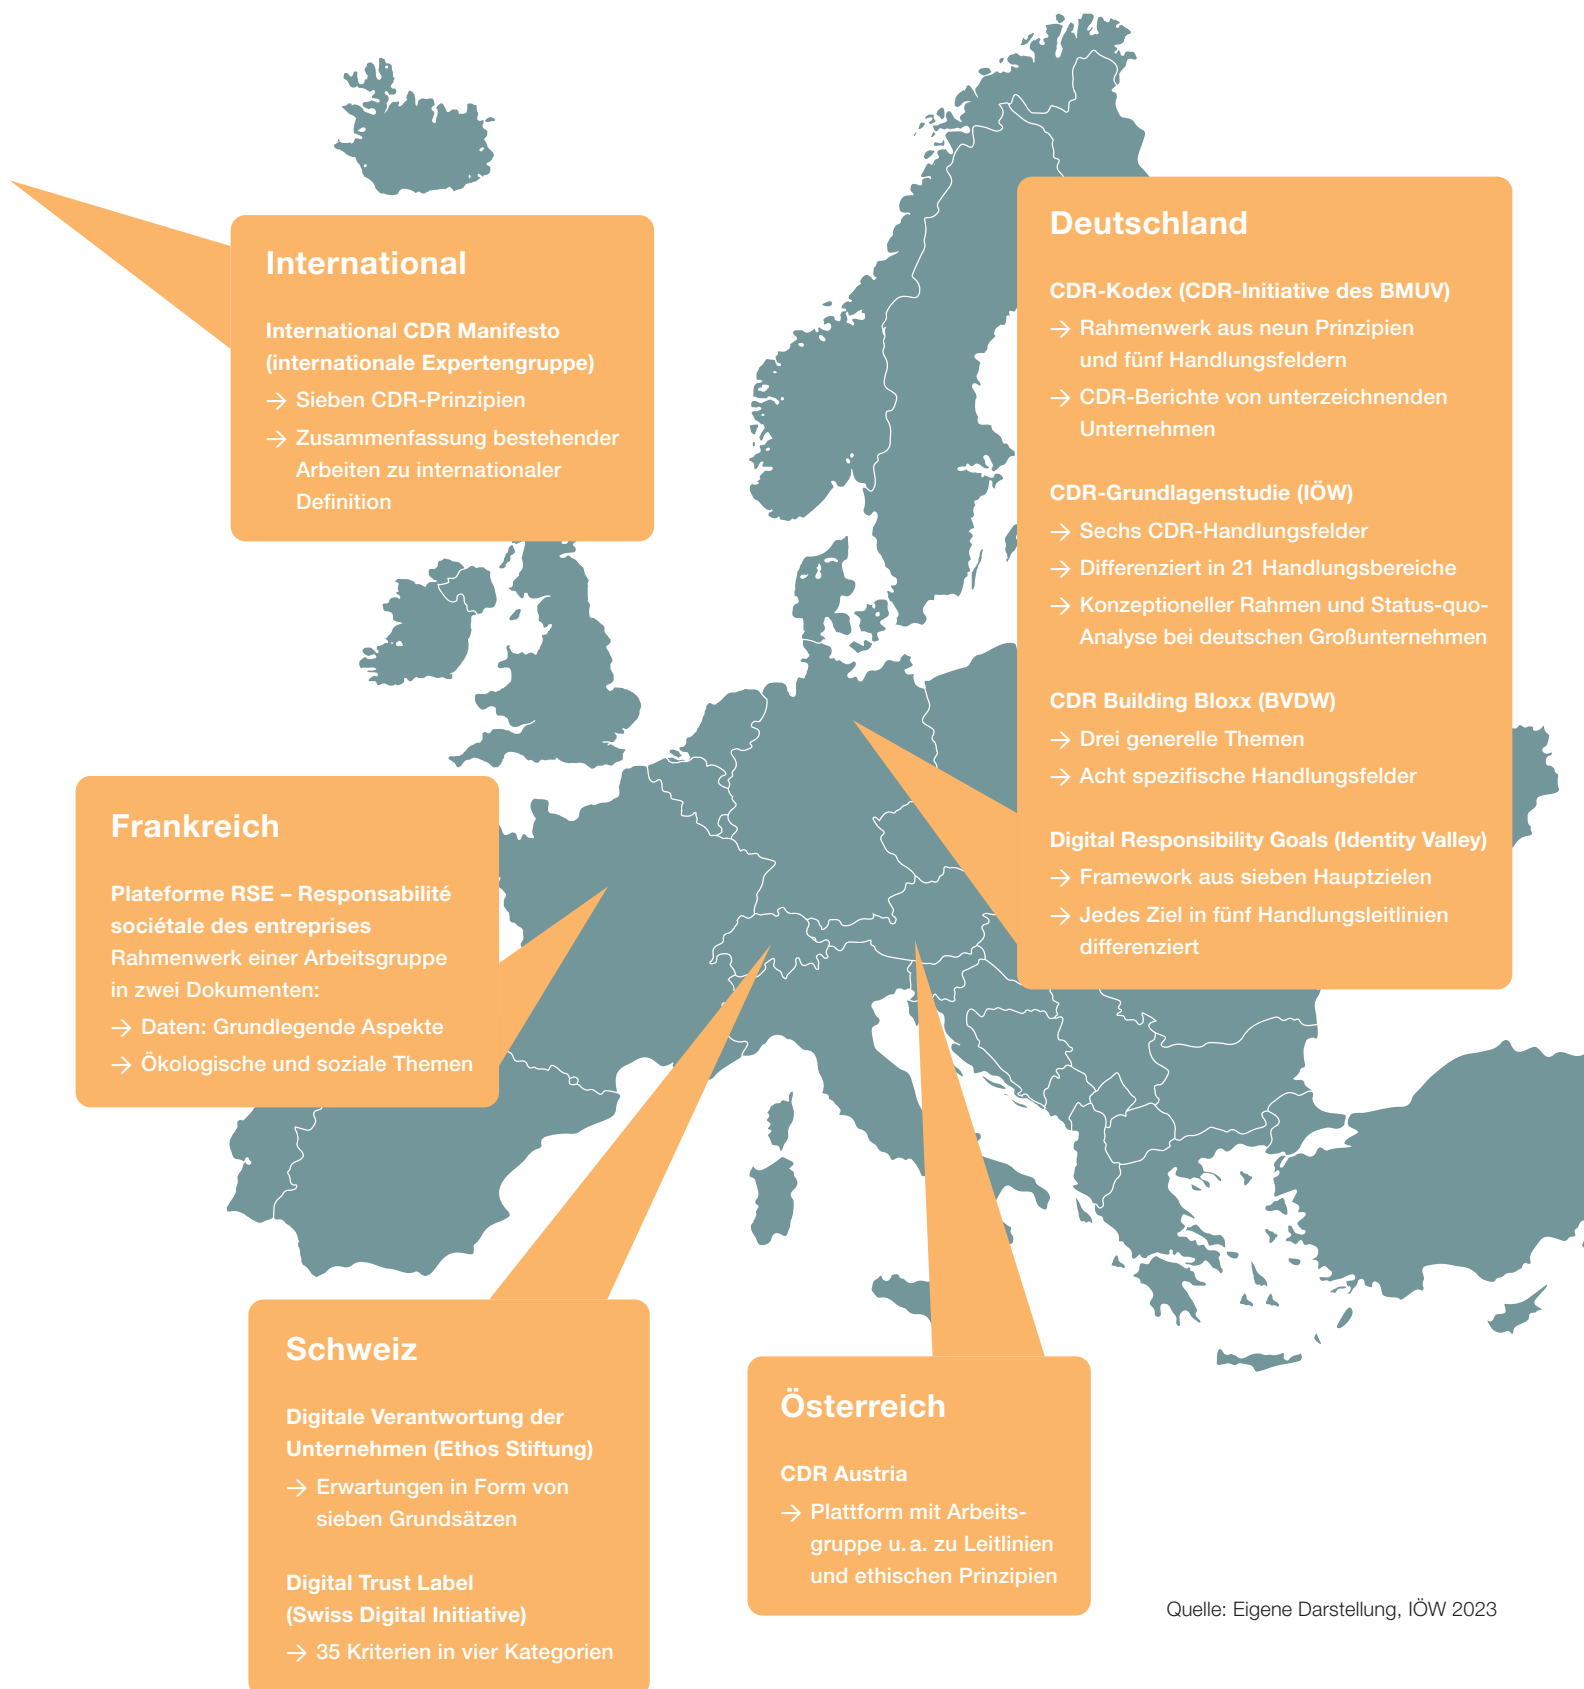 International
International CDR Manifesto
(internationale Expertengruppe)
→ Sieben CDR-Prinzipien
→ Zusammenfassung bestehender
Arbeiten zu internationaler
Definition
Deutschland
CDR-Kodex (CDR-Initiative des BMUV)
→ Rahmenwerk aus neun Prinzipien
und fünf Handlungsfeldern
→ CDR-Berichte von unterzeichnenden
Unternehmen
CDR-Grundlagenstudie (IÖW)
→ Sechs CDR-Handlungsfelder
→ Differenziert in 21 Handlungsbereiche
→ Konzeptioneller Rahmen und Status-quo-
Analyse bei deutschen Großunternehmen
CDR Building Bloxx (BVDW)
→ Drei generelle Themen
→ Acht spezifische Handlungsfelder
Digital Responsibility Goals (Identity Valley)
→ Framework aus sieben Hauptzielen
→ Jedes Ziel in fünf Handlungsleitlinien
differenziert
Frankreich
Plateforme RSE – Responsabilité
sociétale des entreprises
Rahmenwerk einer Arbeitsgruppe
in zwei Dokumenten:
→ Daten: Grundlegende Aspekte
→ Ökologische und soziale Themen
Schweiz
Digitale Verantwortung der
Unternehmen (Ethos Stiftung)
→ Erwartungen in Form von
sieben Grundsätzen
Digital Trust Label
(Swiss Digital Initiative)
→ 35 Kriterien in vier Kategorien
Österreich
CDR Austria
→ Plattform mit Arbeits-
gruppe u. a. zu Leitlinien
und ethischen Prinzipien
Quelle: Eigene Darstellung, IÖW 2023